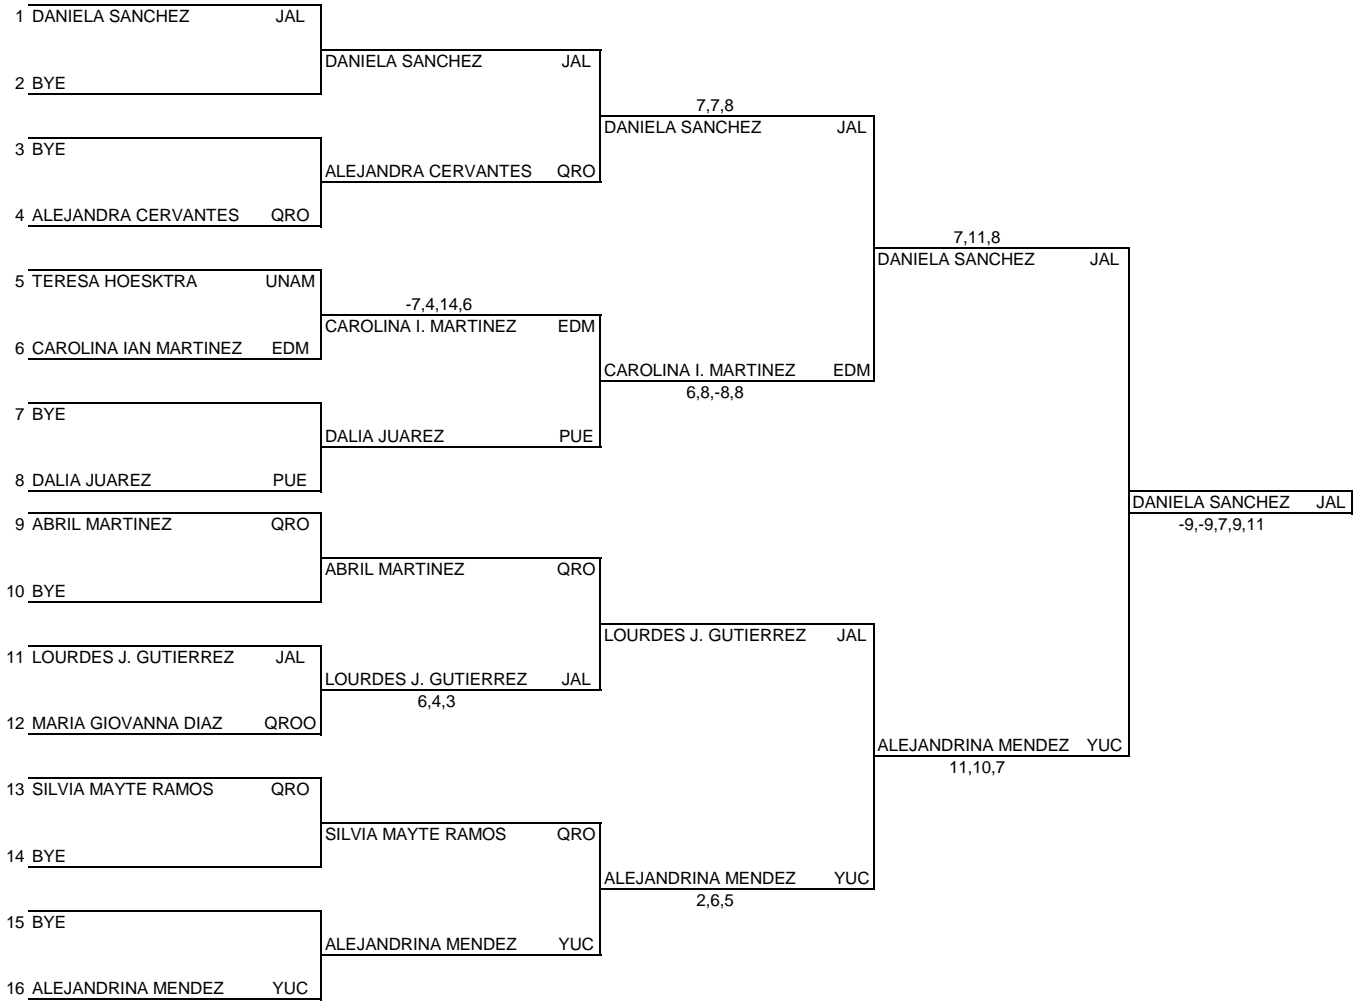 1 DANIELA SANCHEZ JAL
DANIELA SANCHEZ JAL
2 BYE
7,7,8
DANIELA SANCHEZ JAL
3 BYE
ALEJANDRA CERVANTES QRO
4 ALEJANDRA CERVANTES QRO
7,11,8
DANIELA SANCHEZ JAL
5 TERESA HOESKTRA UNAM
-7,4,14,6
CAROLINA I. MARTINEZ EDM
6 CAROLINA IAN MARTINEZ EDM
CAROLINA I. MARTINEZ EDM
6,8,-8,8
7 BYE
DALIA JUAREZ PUE
8 DALIA JUAREZ PUE
DANIELA SANCHEZ JAL
-9,-9,7,9,11
9 ABRIL MARTINEZ QRO
ABRIL MARTINEZ QRO
10 BYE
LOURDES J. GUTIERREZ JAL
11 LOURDES J. GUTIERREZ JAL
LOURDES J. GUTIERREZ JAL
6,4,3
12 MARIA GIOVANNA DIAZ QROO
ALEJANDRINA MENDEZ YUC
11,10,7
13 SILVIA MAYTE RAMOS QRO
SILVIA MAYTE RAMOS QRO
14 BYE
ALEJANDRINA MENDEZ YUC
2,6,5
15 BYE
ALEJANDRINA MENDEZ YUC
16 ALEJANDRINA MENDEZ YUC